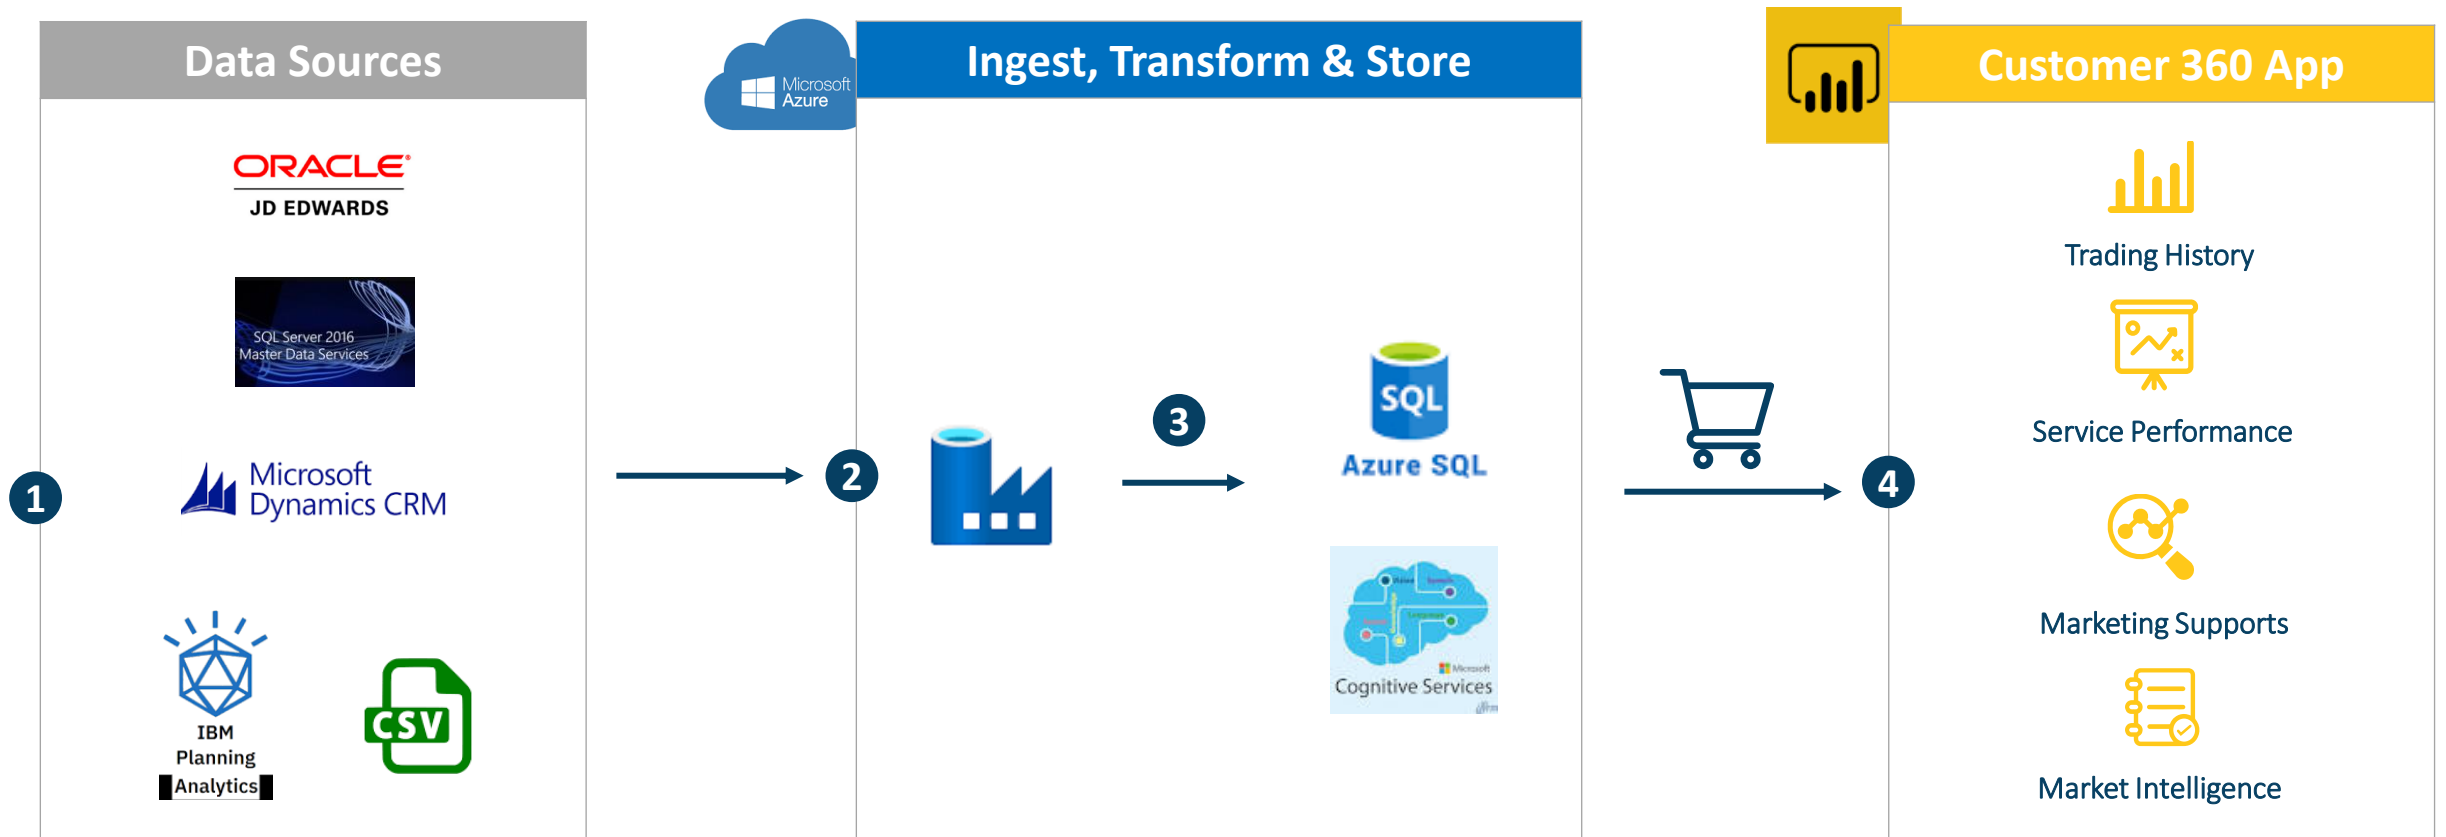 Data Sources
ORACLE®
JD EDWARDS
SQL Server 2016
Master Data Services
1
Microsoft
Dynamics CRM
IBM
Planning
Analytics
CSV
Microsoft
Azure
Ingest, Transform & Store
2
3
SQL
Azure SQL
Microsoft
Cognitive Services
4
Customer 360 App
Trading History
Service Performance
Marketing Supports
Market Intelligence